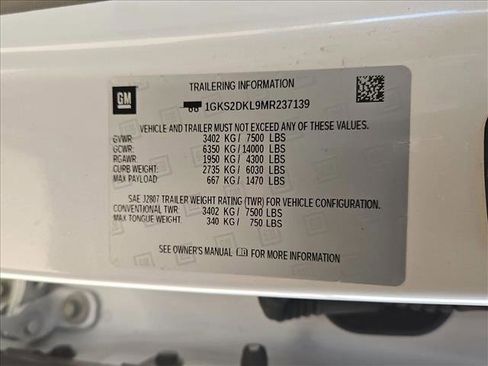 TRAILERING INFORMATION
GM
1GKS2DKL9MR237139
VEHICLE AND TRAILER MUST NOT EXCEED ANY OF THESE VALUES.
GVWR: 3402 KG/ 7500 LBS
GCWR: 6350 KG/14000 LBS
RGAWR: 1950 KG/ 4300 LBS
CURB WEIGHT: 2735 KG/ 6030 LBS
MAX PAYLOAD: 667 KG/ 1470 LBS
SAE J2807 TRAILER WEIGHT RATING (TWR) FOR VEHICLE CONFIGURATION.
CONVENTIONAL TWR: 3402 KG/ 7500 LBS
MAX TONGUE WEIGHT: 340 KG/ 750 LBS
SEE OWNER'S MANUAL FOR MORE INFORMATION